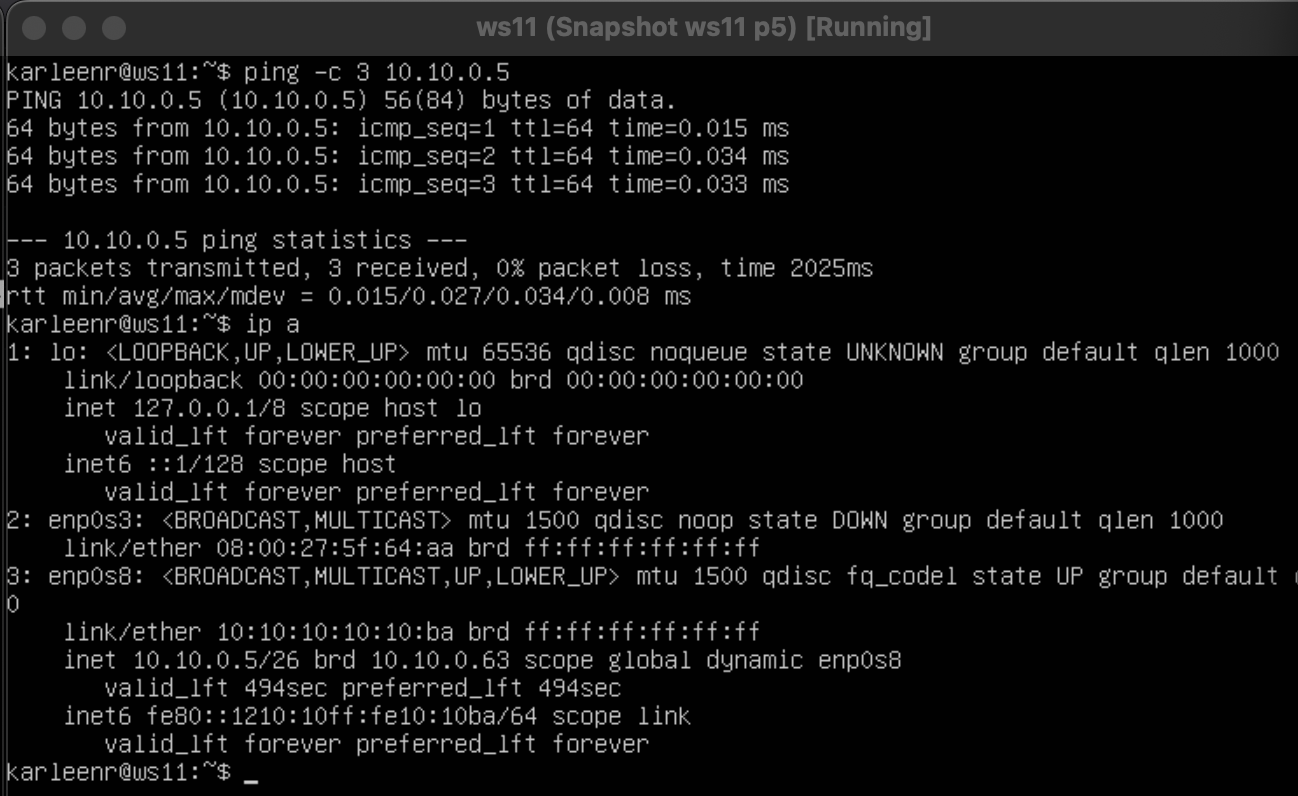 ws11 (Snapshot ws11 p5) [Running]
karleenr@ws11:~$ ping -c 3 10.10.0.5
PING 10.10.0.5 (10.10.0.5) 56(84) bytes of data.
64 bytes from 10.10.0.5: icmp_seq=1 ttl=64 time=0.015 ms
64 bytes from 10.10.0.5: icmp_seq=2 ttl=64 time=0.034 ms
64 bytes from 10.10.0.5: icmp_seq=3 ttl=64 time=0.033 ms

--- 10.10.0.5 ping statistics ---
3 packets transmitted, 3 received, 0% packet loss, time 2025ms
rtt min/avg/max/mdev = 0.015/0.027/0.034/0.008 ms
karleenr@ws11:~$ ip a
1: lo: <LOOPBACK,UP,LOWER_UP> mtu 65536 qdisc noqueue state UNKNOWN group default qlen 1000
    link/loopback 00:00:00:00:00:00 brd 00:00:00:00:00:00
    inet 127.0.0.1/8 scope host lo
       valid_lft forever preferred_lft forever
    inet6 ::1/128 scope host
       valid_lft forever preferred_lft forever
2: enp0s3: <BROADCAST,MULTICAST> mtu 1500 qdisc noop state DOWN group default qlen 1000
    link/ether 08:00:27:5f:64:aa brd ff:ff:ff:ff:ff:ff
3: enp0s8: <BROADCAST,MULTICAST,UP,LOWER_UP> mtu 1500 qdisc fq_codel state UP group default
0
    link/ether 10:10:10:10:10:ba brd ff:ff:ff:ff:ff:ff
    inet 10.10.0.5/26 brd 10.10.0.63 scope global dynamic enp0s8
       valid_lft 494sec preferred_lft 494sec
    inet6 fe80::1210:10ff:fe10:10ba/64 scope link
       valid_lft forever preferred_lft forever
karleenr@ws11:~$ _